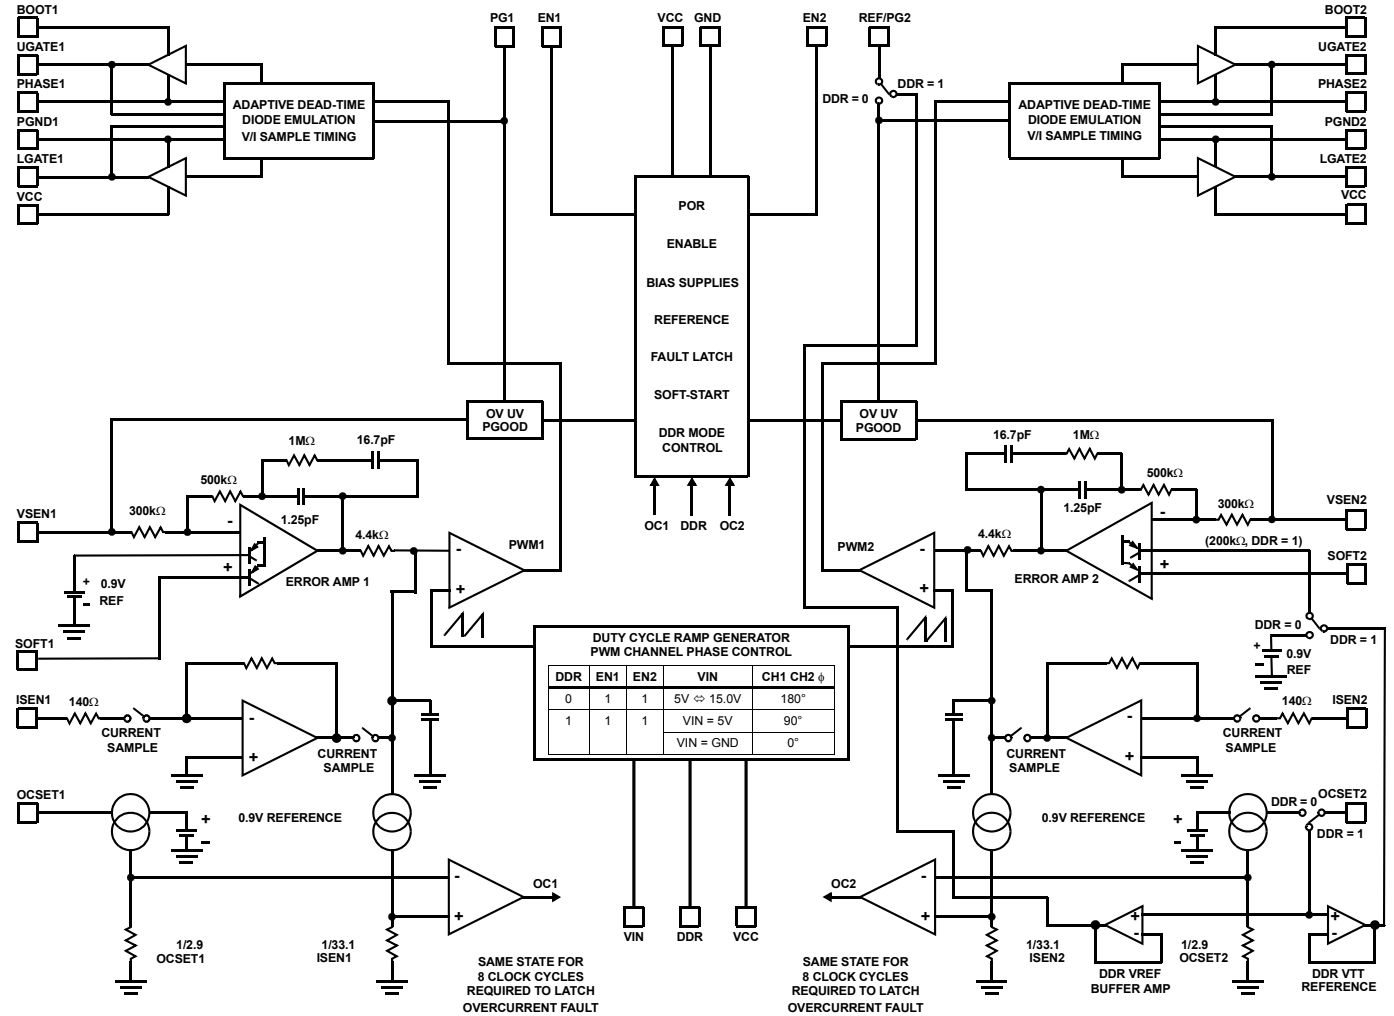 BOOT1
UGATE1
PHASE1
PGND1
LGATE1
VCC
ADAPTIVE DEAD-TIME
DIODE EMULATION
V/I SAMPLE TIMING
PG1
EN1
VCC
GND
EN2
REF/PG2
DDR = 1
DDR = 0
BOOT2
UGATE2
PHASE2
PGND2
LGATE2
VCC
ADAPTIVE DEAD-TIME
DIODE EMULATION
V/I SAMPLE TIMING
POR
ENABLE
BIAS SUPPLIES
REFERENCE
FAULT LATCH
SOFT-START
DDR MODE
CONTROL
OC1
DDR
OC2
OV UV
PGOOD
OV UV
PGOOD
1MΩ
16.7pF
500kΩ
1.25pF
300kΩ
VSEN1
-
+
4.4kΩ
ERROR AMP 1
+
-
0.9V
REF
SOFT1
-
+
PWM1
16.7pF
1MΩ
500kΩ
1.25pF
300kΩ
VSEN2
(200kΩ, DDR = 1)
-
+
4.4kΩ
ERROR AMP 2
SOFT2
PWM2
-
+
DDR = 0
DDR = 1
+
-
0.9V
REF
DUTY CYCLE RAMP GENERATOR
PWM CHANNEL PHASE CONTROL
DDR EN1 EN2 VIN CH1 CH2 ϕ
0 1 1 5V ⇔ 15.0V 180°
1 1 1 VIN = 5V 90°
VIN = GND 0°
ISEN1
140Ω
CURRENT
SAMPLE
-
+
CURRENT
SAMPLE
ISEN2
140Ω
CURRENT
SAMPLE
-
+
CURRENT
SAMPLE
OCSET1
+
-
0.9V REFERENCE
0.9V REFERENCE
+
-
DDR = 0
OCSET2
DDR = 1
-
+
OC1
OC2
-
+
VIN
DDR
VCC
1/2.9
OCSET1
1/33.1
ISEN1
SAME STATE FOR
8 CLOCK CYCLES
REQUIRED TO LATCH
OVERCURRENT FAULT
SAME STATE FOR
8 CLOCK CYCLES
REQUIRED TO LATCH
OVERCURRENT FAULT
1/33.1
ISEN2
+
-
DDR VREF
BUFFER AMP
1/2.9
OCSET2
+
-
DDR VTT
REFERENCE